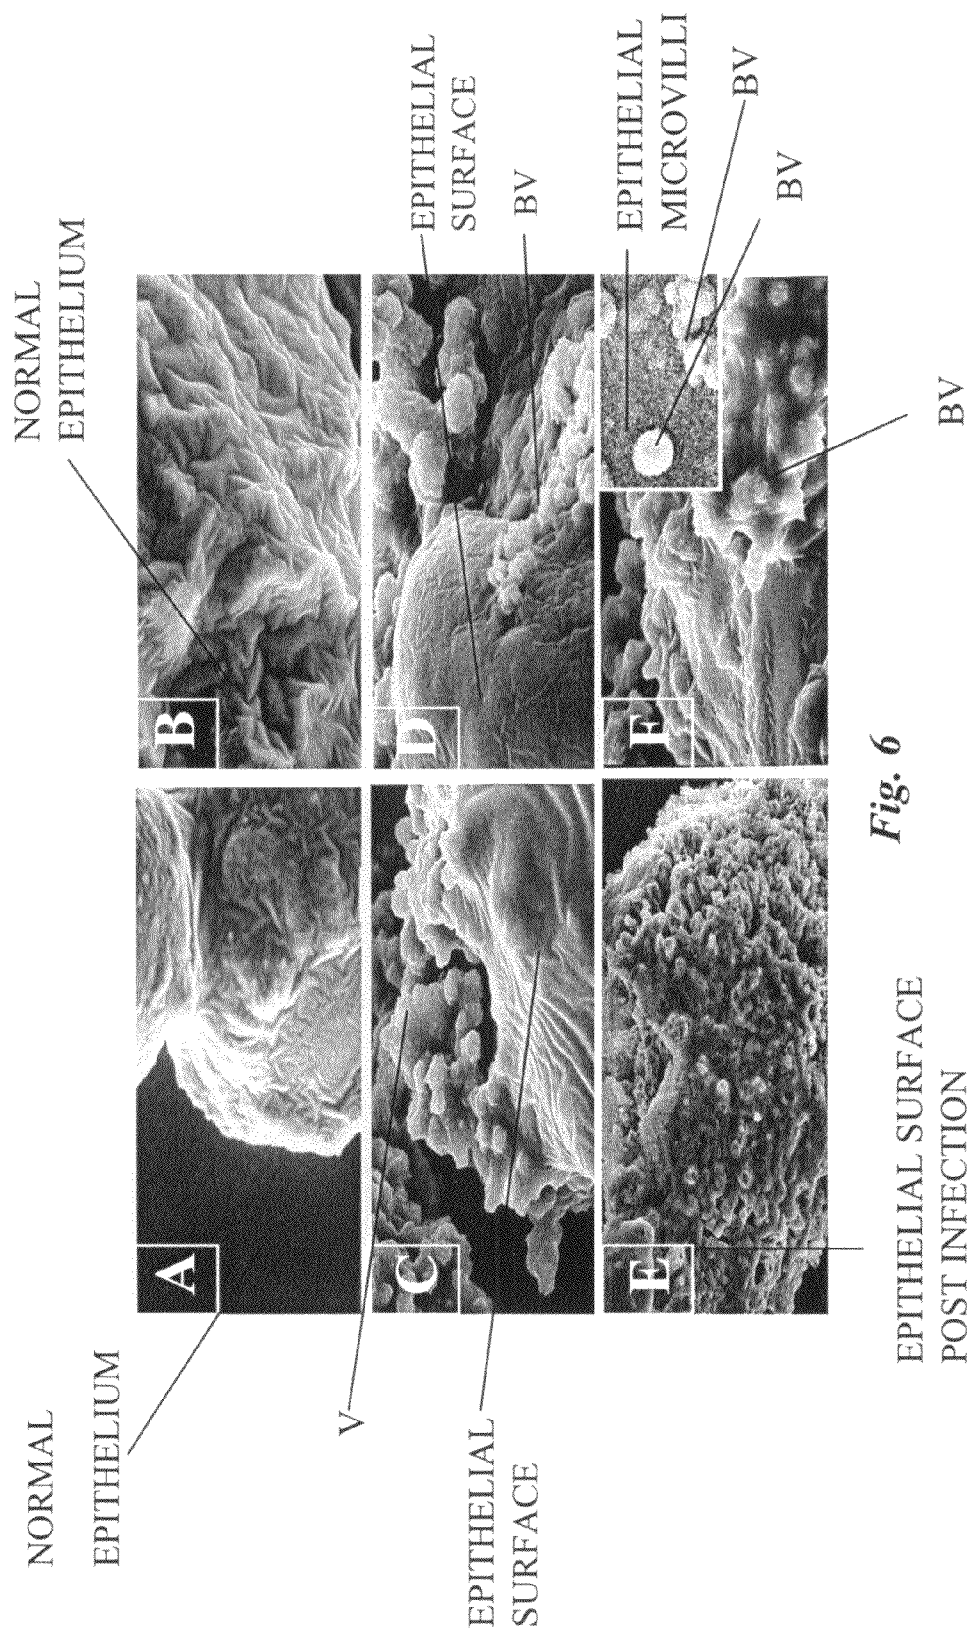 NORMAL
EPITHELIUM
NORMAL
EPITHELIUM
A
B
V
EPITHELIAL
SURFACE
C
D
EPITHELIAL
SURFACE
BV
E
F
EPITHELIAL
MICROVILLI
BV
BV
BV
EPITHELIAL SURFACE
POST INFECTION
Fig. 6